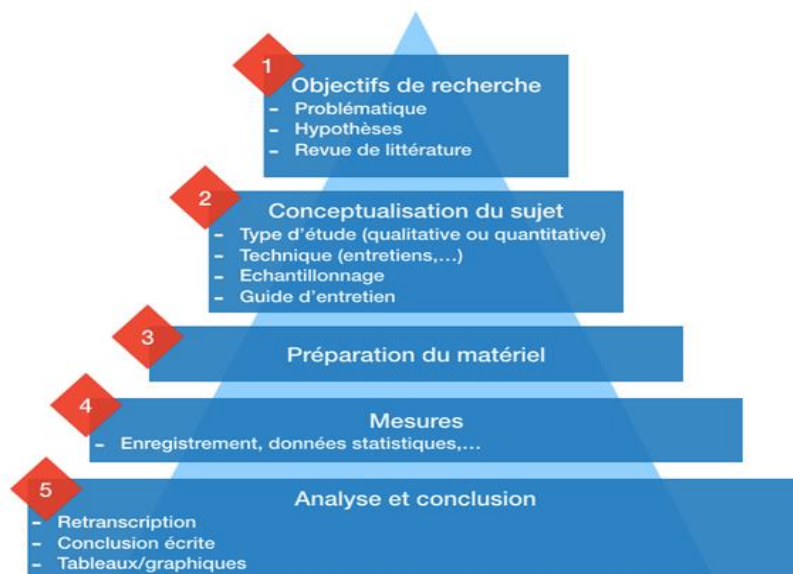 1
Objectifs de recherche
- Problématique
- Hypothèses
- Revue de littérature
2
Conceptualisation du sujet
- Type d'étude (qualitative ou quantitative)
- Technique (entretiens,...)
- Echantillonnage
- Guide d'entretien
3
Préparation du matériel
4
Mesures
- Enregistrement, données statistiques,...
5
Analyse et conclusion
- Retranscription
- Conclusion écrite
- Tableaux/graphiques